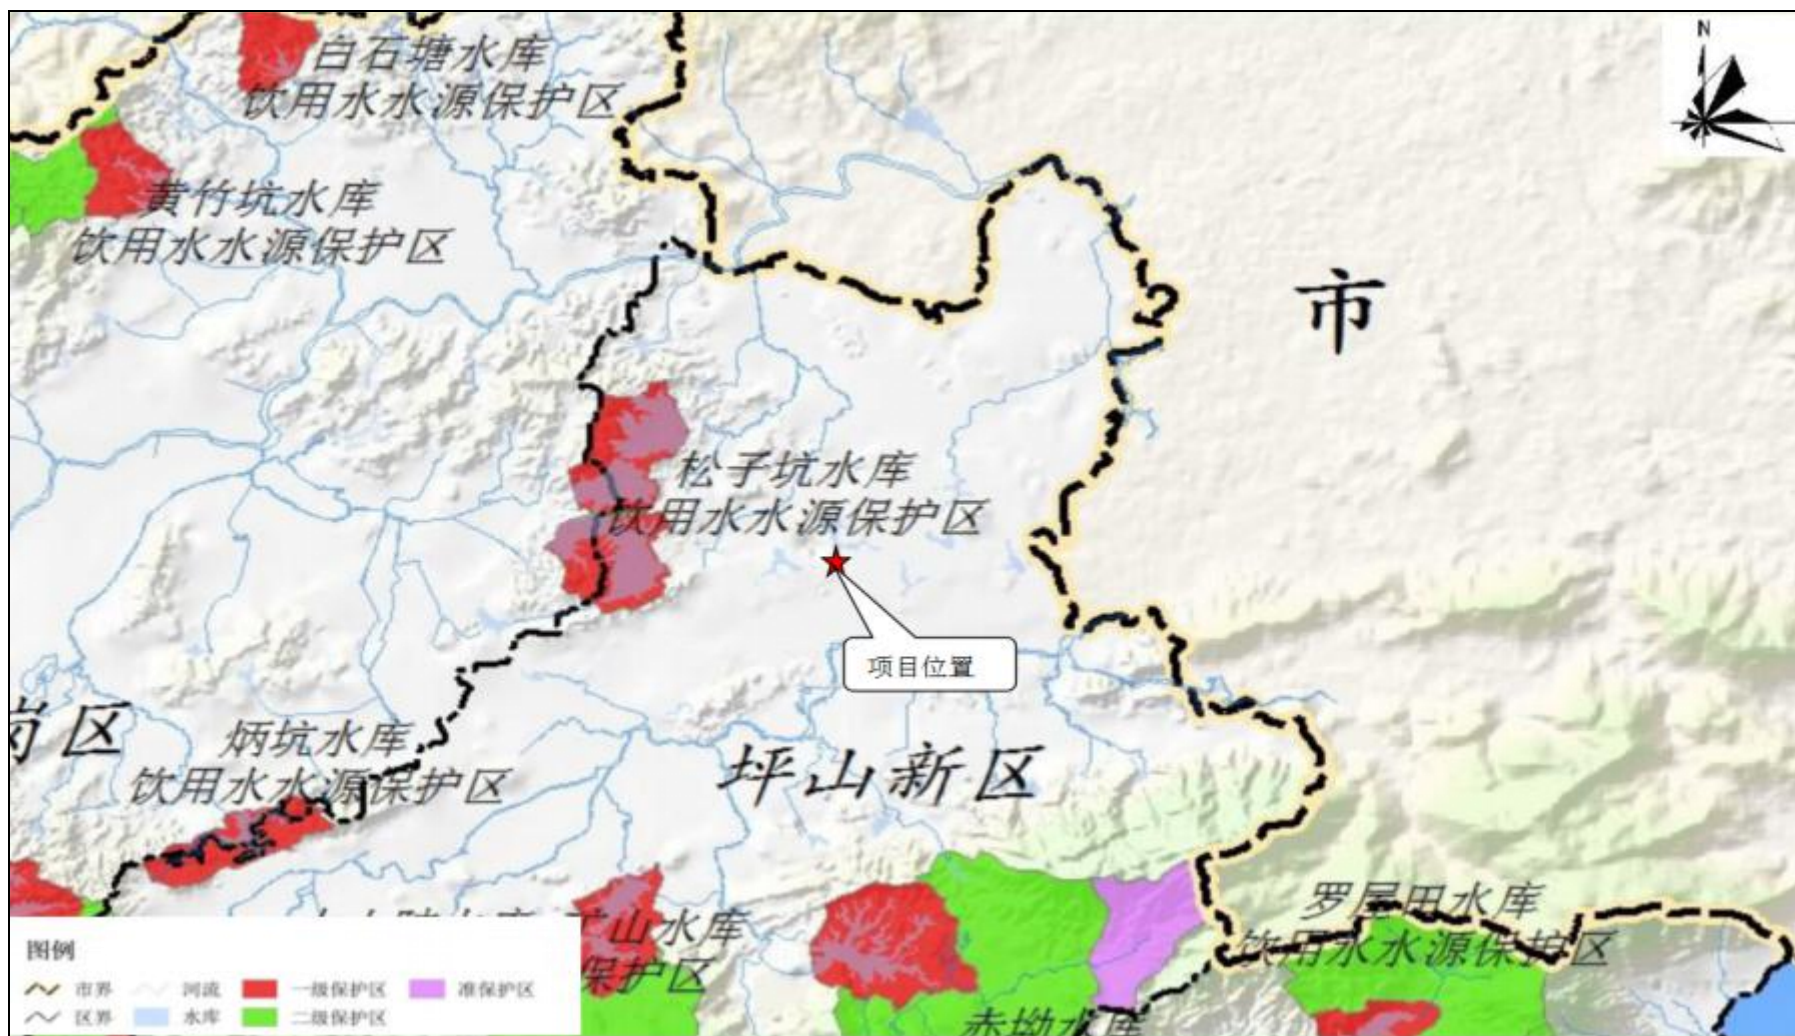 N
白石塘水库
饮用水水源保护区
黄竹坑水库
饮用水水源保护区
市
松子坑水库
饮用水水源保护区
项目位置
岗区
炳坑水库
饮用水水源保护区
坪山新区
矿山水库
保护区
罗屋田水库
饮用水水源保护区
赤坳水库
图例
市界
河流
一级保护区
准保护区
区界
水库
二级保护区